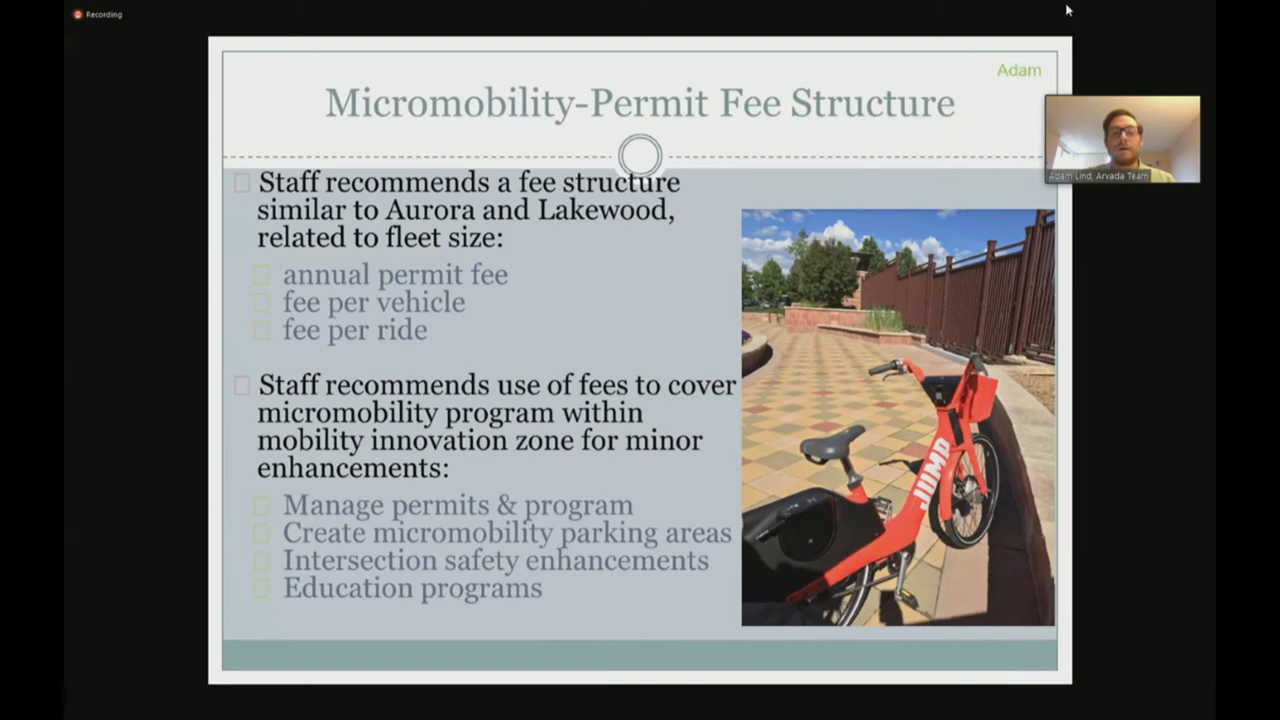 Recording
Adam
Micromobility-Permit Fee Structure
Staff recommends a fee structure
similar to Aurora and Lakewood,
related to fleet size:
annual permit fee
fee per vehicle
fee per ride
Staff recommends use of fees to cover
micromobility program within
mobility innovation zone for minor
enhancements:
Manage permits & program
Create micromobility parking areas
Intersection safety enhancements
Education programs
JUMP
Adam Lind, Arvada Team